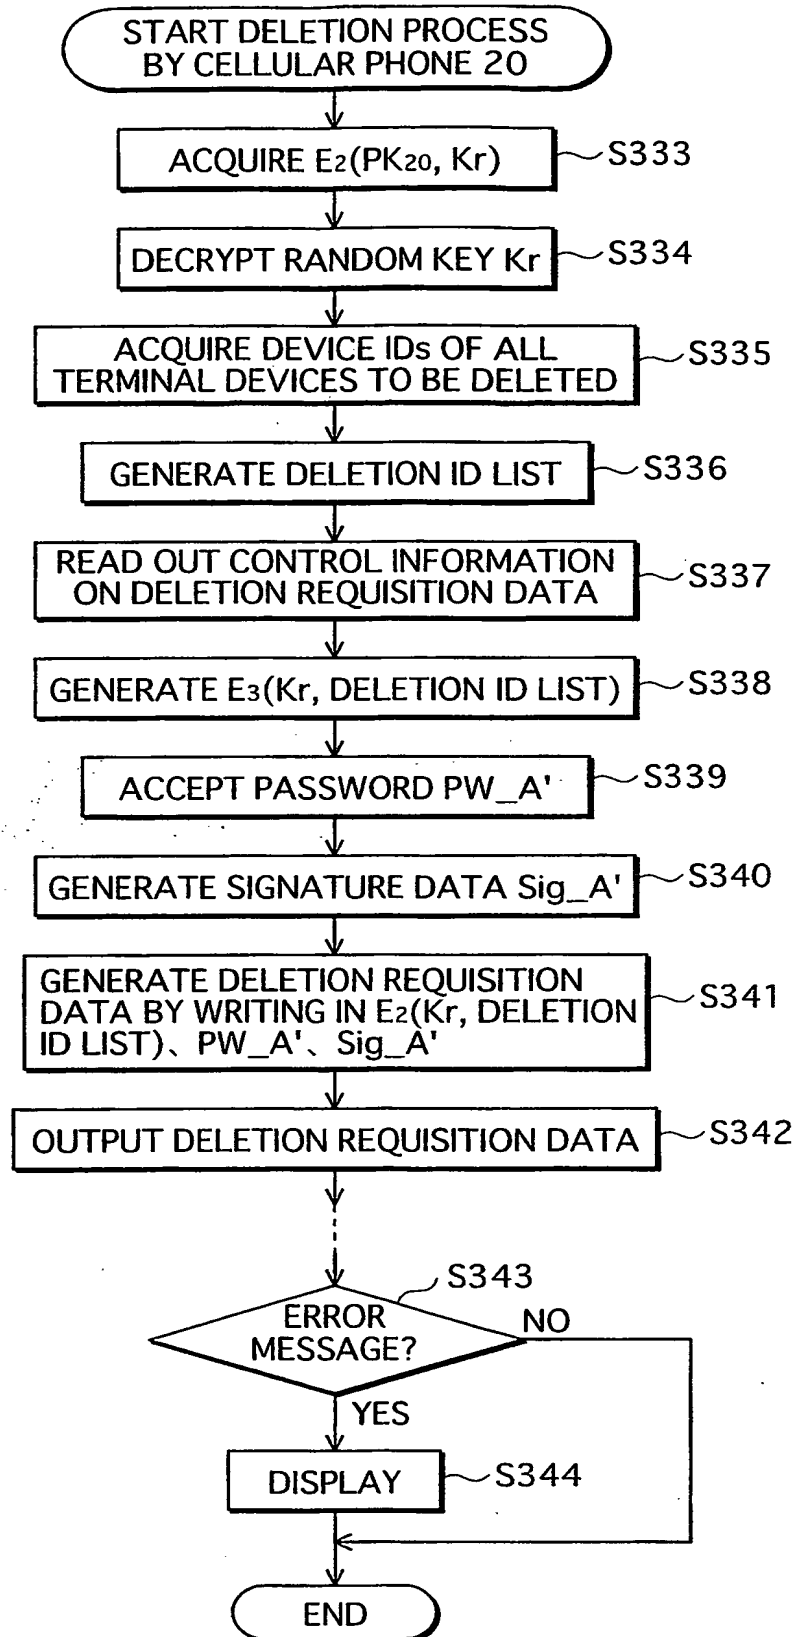 START DELETION PROCESS
BY CELLULAR PHONE 20
ACQUIRE E2(PK20, Kr)
S333
DECRYPT RANDOM KEY Kr
S334
ACQUIRE DEVICE IDs OF ALL
TERMINAL DEVICES TO BE DELETED
S335
GENERATE DELETION ID LIST
S336
READ OUT CONTROL INFORMATION
ON DELETION REQUISITION DATA
S337
GENERATE E3(Kr, DELETION ID LIST)
S338
ACCEPT PASSWORD PW_A'
S339
GENERATE SIGNATURE DATA Sig_A'
S340
GENERATE DELETION REQUISITION
DATA BY WRITING IN E2(Kr, DELETION
ID LIST)、PW_A'、Sig_A'
S341
OUTPUT DELETION REQUISITION DATA
S342
S343
ERROR
MESSAGE?
NO
YES
DISPLAY
S344
END